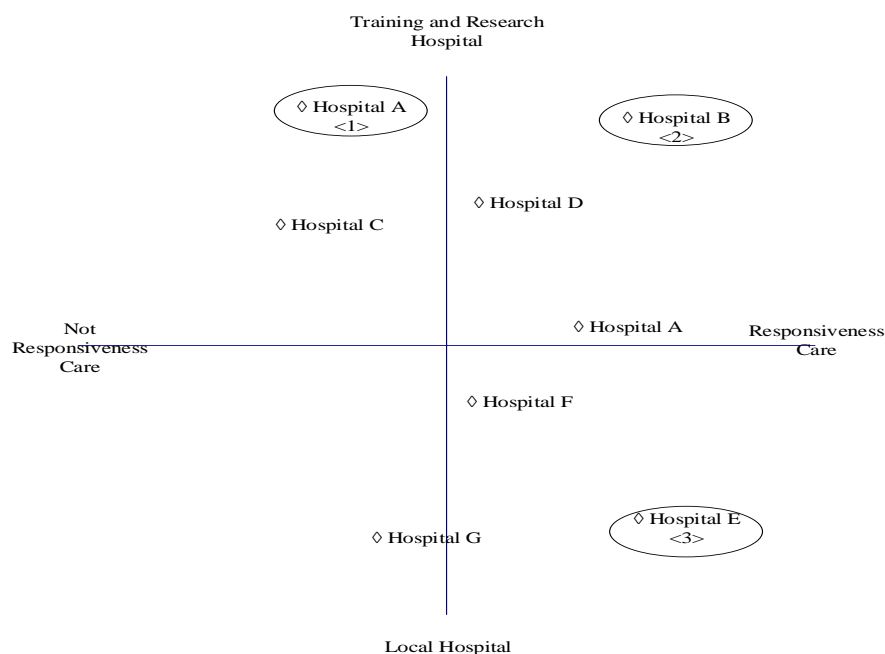 Training and Research
Hospital
Hospital A
<1>
Hospital B
<2>
Hospital D
Hospital C
Hospital A
Not
Responsiveness
Care
Responsiveness
Care
Hospital F
Hospital E
<3>
Hospital G
Local Hospital